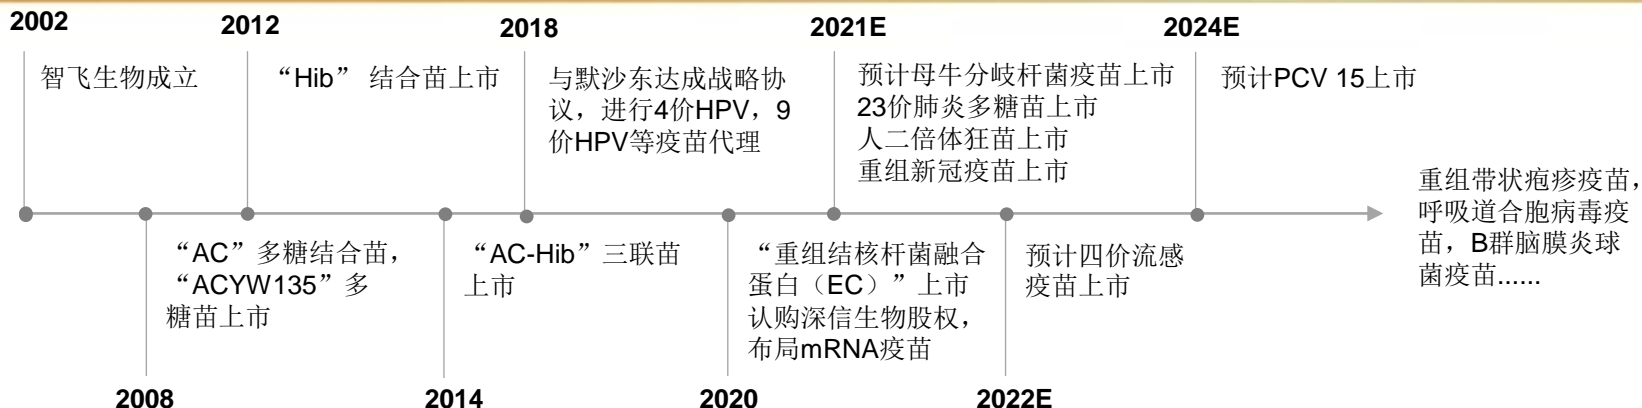 2002
智飞生物成立
2008
“AC”多糖结合苗，
“ACYW135”多
糖苗上市
2012
“Hib” 结合苗上市
2014
“AC-Hib”三联苗
上市
2018
与默沙东达成战略协
议，进行4价HPV，9
价HPV等疫苗代理
2020
“重组结核杆菌融合
蛋白（EC）”上市
认购深信生物股权，
布局mRNA疫苗
2021E
预计母牛分岐杆菌疫苗上市
23价肺炎多糖苗上市
人二倍体狂苗上市
重组新冠疫苗上市
2022E
预计四价流感
疫苗上市
2024E
预计PCV 15上市
重组带状疱疹疫苗，
呼吸道合胞病毒疫
苗，B群脑膜炎球
菌疫苗......